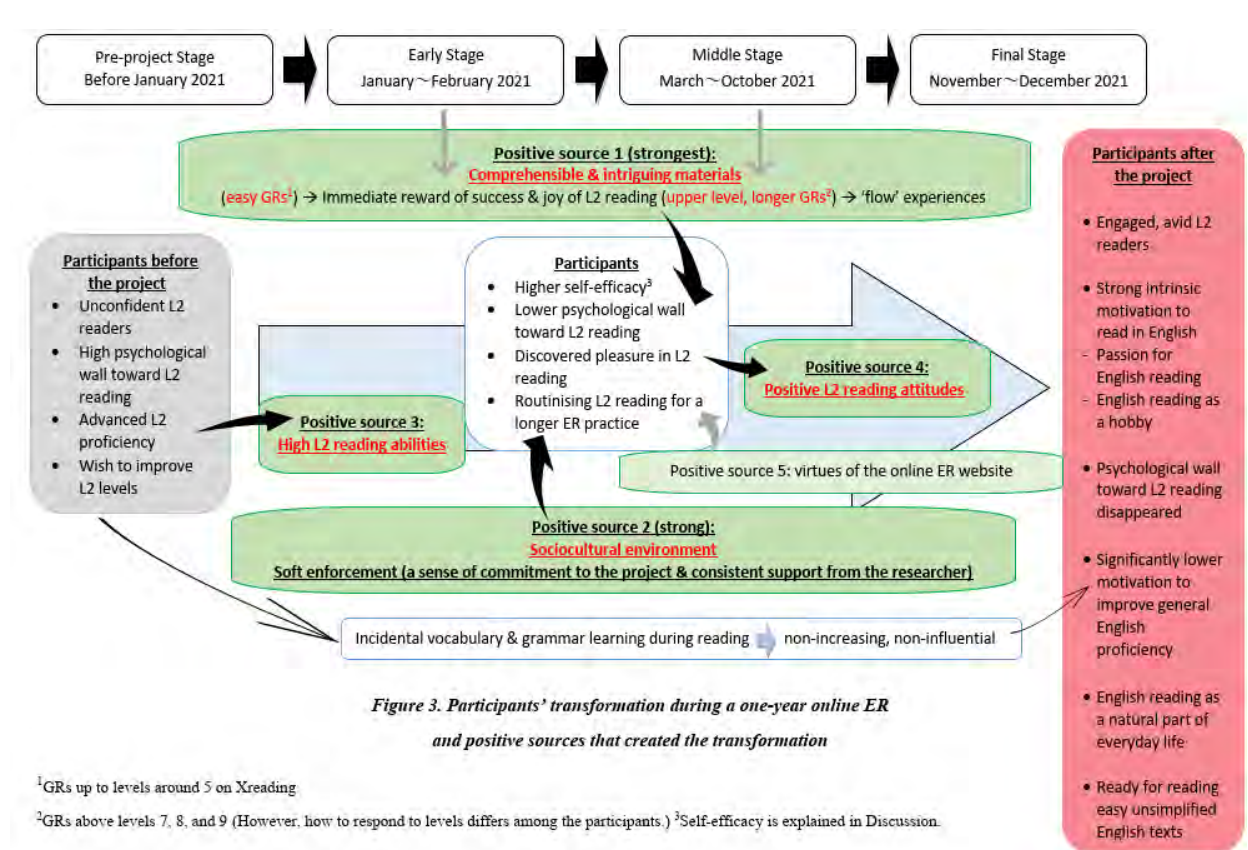 Pre-project Stage
Before January 2021
Early Stage
January～February 2021
Middle Stage
March～October 2021
Final Stage
November～December 2021
Positive source 1 (strongest):
Comprehensible & intriguing materials
(easy GRs¹) → Immediate reward of success & joy of L2 reading (upper level, longer GRs²) → ‘flow’ experiences
Participants before
the project
• Unconfident L2
readers
• High psychological
wall toward L2
reading
• Advanced L2
proficiency
• Wish to improve
L2 levels
Positive source 3:
High L2 reading abilities
Participants
• Higher self-efficacy³
• Lower psychological wall
toward L2 reading
• Discovered pleasure in L2
reading
• Routinising L2 reading for a
longer ER practice
Positive source 4:
Positive L2 reading attitudes
Positive source 5: virtues of the online ER website
Positive source 2 (strong):
Sociocultural environment
Soft enforcement (a sense of commitment to the project & consistent support from the researcher)
Incidental vocabulary & grammar learning during reading
non-increasing, non-influential
Participants after
the project
• Engaged, avid L2
readers
• Strong intrinsic
motivation to
read in English
- Passion for
English reading
- English reading as
a hobby
• Psychological wall
toward L2 reading
disappeared
• Significantly lower
motivation to
improve general
English
proficiency
• English reading as
a natural part of
everyday life
• Ready for reading
easy unsimplified
English texts
Figure 3. Participants’ transformation during a one-year online ER
and positive sources that created the transformation
¹GRs up to levels around 5 on Xreading
²GRs above levels 7, 8, and 9 (However, how to respond to levels differs among the participants.) ³Self-efficacy is explained in Discussion.